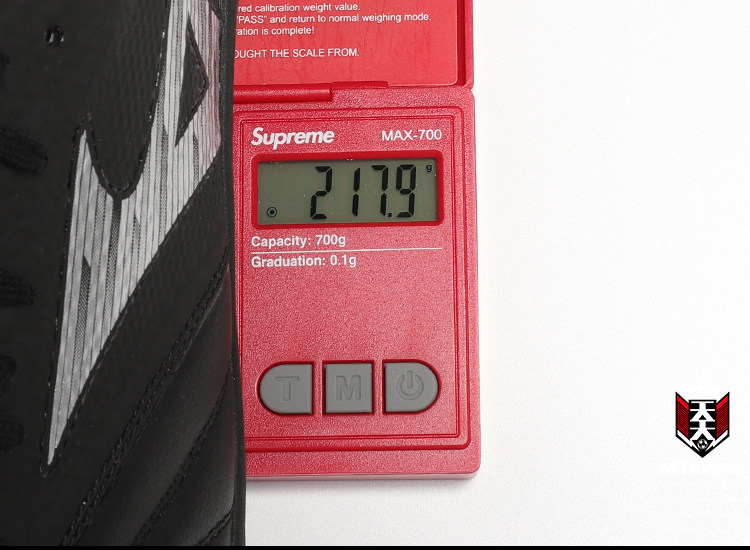 red calibration weight value.
"PASS" and return to normal weighing mode.
ration is complete!
OUGHT THE SCALE FROM.
Supreme MAX-700
217.9 g
Capacity: 700g
Graduation: 0.1g
T M